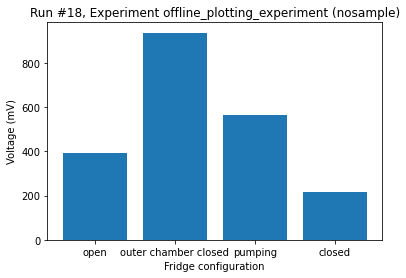 Run #18, Experiment offline_plotting_experiment (nosample)
Voltage (mV)
800
600
400
200
0
open outer chamber closed pumping closed
Fridge configuration